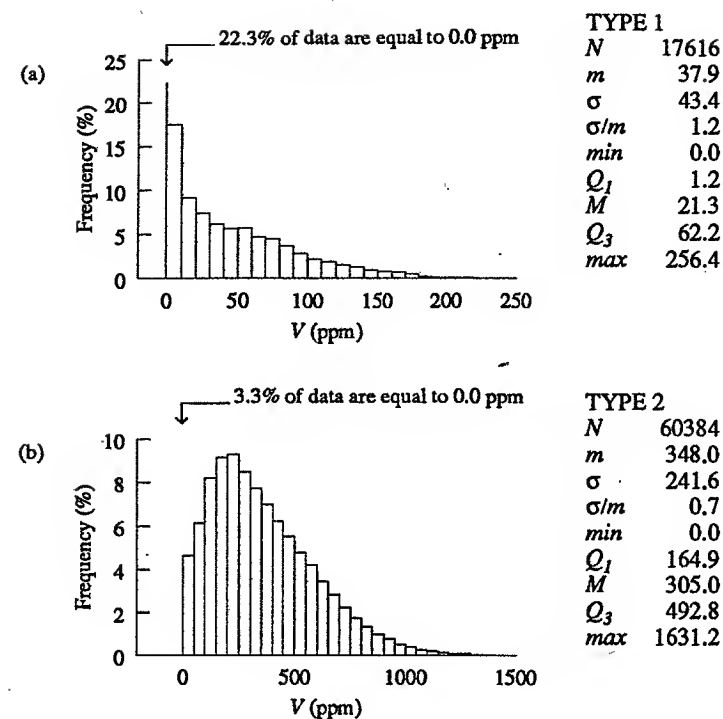 22.3% of data are equal to 0.0 ppm
(a)
Frequency (%)
25
20
15
10
5
0
0 50 100 150 200 250
V (ppm)
TYPE 1
N 17616
m 37.9
σ 43.4
σ/m 1.2
min 0.0
Q1 1.2
M 21.3
Q3 62.2
max 256.4
3.3% of data are equal to 0.0 ppm
(b)
Frequency (%)
10
8
6
4
2
0
0 500 1000 1500
V (ppm)
TYPE 2
N 60384
m 348.0
σ 241.6
σ/m 0.7
min 0.0
Q1 164.9
M 305.0
Q3 492.8
max 1631.2